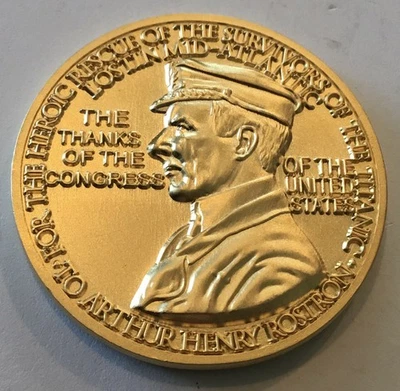 FOR · THE HEROIC RESCUE OF THE SURVIVORS OF THE TITANIC
LOST IN MID-ATLANTIC
THE
THANKS
OF THE
CONGRESS
OF THE
UNITED
STATES
· TO ARTHUR HENRY ROSTRON ·